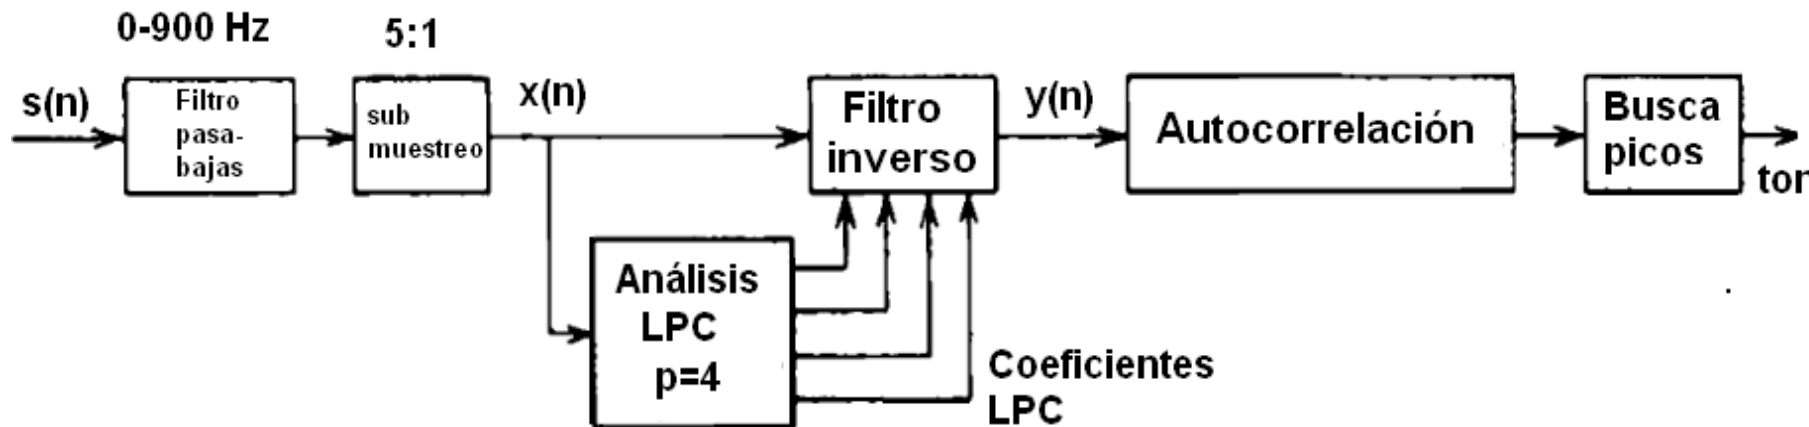 0-900 Hz
5:1
s(n)
Filtro
pasa-
bajas
sub
muestreo
x(n)
Filtro
inverso
y(n)
Autocorrelación
Busca
picos
ton
Análisis
LPC
p=4
Coeficientes
LPC